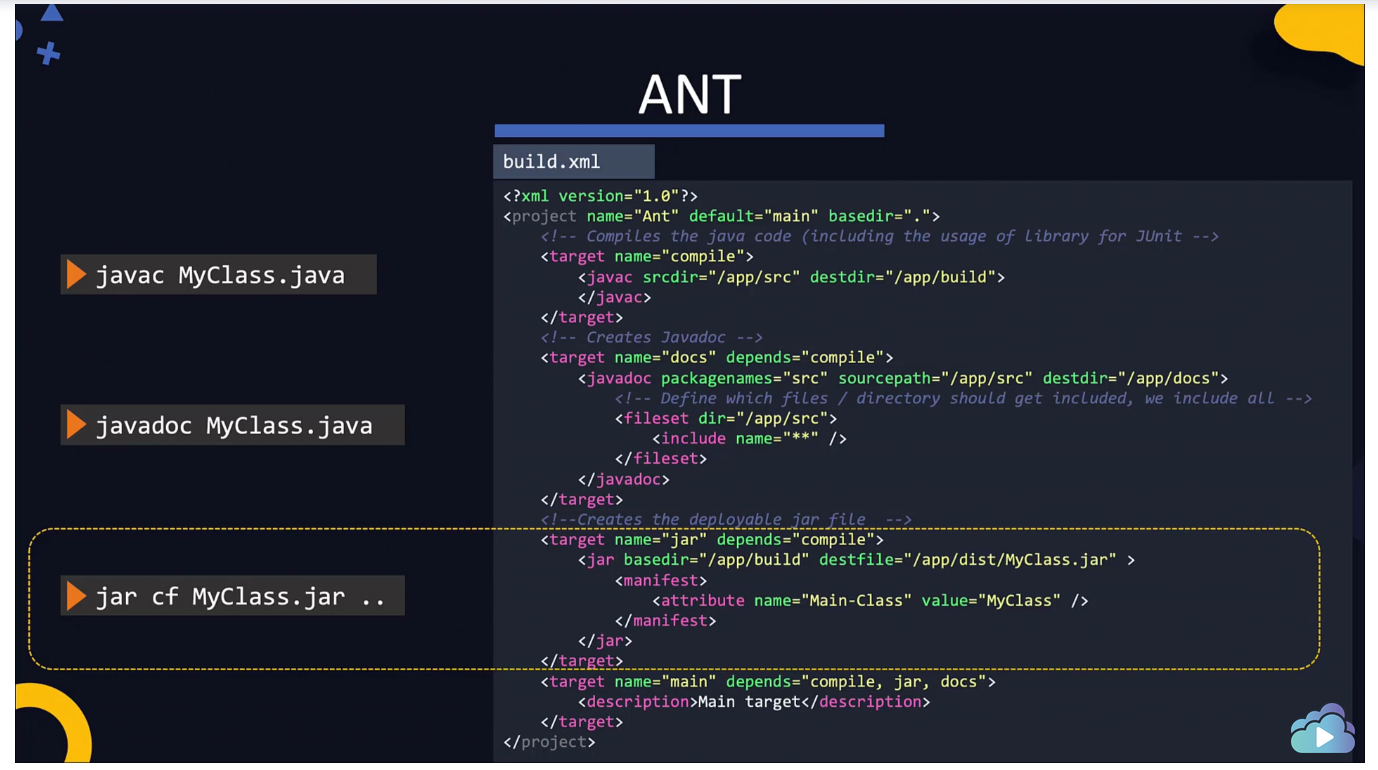 ANT
build.xml
<?xml version="1.0"?>
<project name="Ant" default="main" basedir=".">
<!-- Compiles the java code (including the usage of library for JUnit -->
<target name="compile">
<javac srcdir="/app/src" destdir="/app/build">
</javac>
</target>
<!-- Creates Javadoc -->
<target name="docs" depends="compile">
<javadoc packagenames="src" sourcepath="/app/src" destdir="/app/docs">
<!-- Define which files / directory should get included, we include all -->
<fileset dir="/app/src">
<include name="**" />
</fileset>
</javadoc>
</target>
<!--Creates the deployable jar file  -->
<target name="jar" depends="compile">
<jar basedir="/app/build" destfile="/app/dist/MyClass.jar" >
<manifest>
<attribute name="Main-Class" value="MyClass" />
</manifest>
</jar>
</target>
<target name="main" depends="compile, jar, docs">
<description>Main target</description>
</target>
</project>
javac MyClass.java
javadoc MyClass.java
jar cf MyClass.jar ..